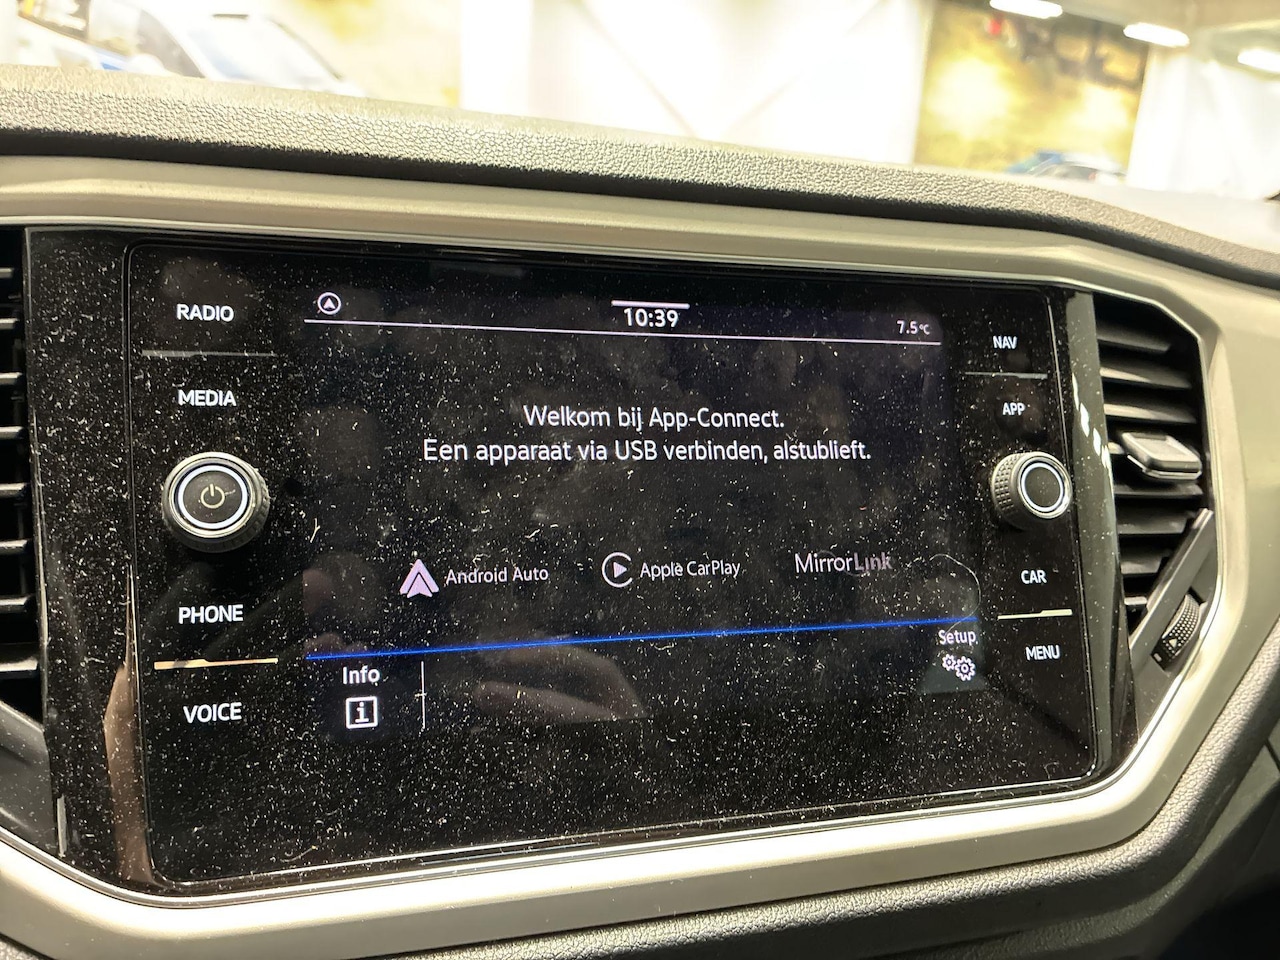 RADIO
MEDIA
PHONE
VOICE
10:39
7.5°C
Welkom bij App-Connect.
Een apparaat via USB verbinden, alstublieft.
Android Auto
Apple CarPlay
MirrorLink
Info
i
Setup
NAV
APP
CAR
MENU